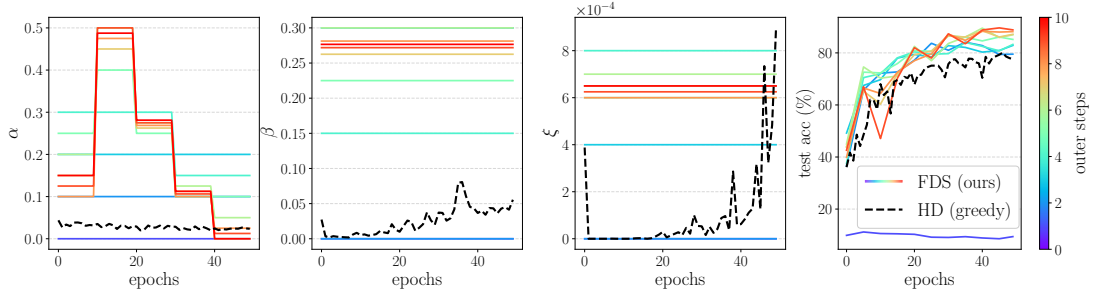 α
0.5
0.4
0.3
0.2
0.1
0.0
0 20 40
epochs
β
0.30
0.25
0.20
0.15
0.10
0.05
0.00
0 20 40
epochs
×10⁻⁴
ξ
8
6
4
2
0
0 20 40
epochs
test acc (%)
80
60
40
20
0 20 40
epochs
FDS (ours)
HD (greedy)
10
8
6
4
2
0
outer steps